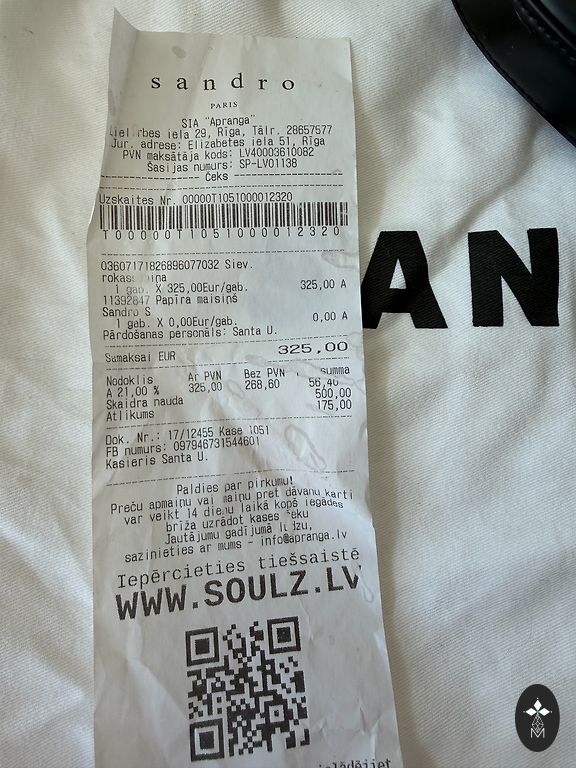 sandro
PARIS
SIA "Apranga"
iela 29, Rīga, Tālr. 28657577
Jur. adrese: Elizabetes iela 51, Rīga
PVN maksātāja kods: LV40003610082
Šasijas numurs: SP-LV01138
Čeks
Uzskaites Nr. 00000T1051000012320
T00000T1051000012320
03607171826896077032 Siev.
1 gab. X 325,00Eur/gab. 325,00 A
11392847 Papīra maisiņš
Sandro S
1 gab. X 0,00Eur/gab. 0,00 A
Pārdošanas personāls: Santa U.
Samaksai EUR 325,00
Nodoklis Ar PVN Bez PVN summa
A 21,00 % 325,00 268,60 56,40
Skaidra nauda 500,00
Atlikums 175,00
Dok. Nr.: 17/12455 Kase 1051
FB numurs: 097946731544601
Kasieris Santa U.
Paldies par pirkumu!
Preču apmaiņu vai maiņu pret dāvanu karti
var veikt 14 dienu laikā kopš iegādes
brīža uzrādot kases čeku
Jautājumu gadījumā lūdzu,
sazinieties ar mums - info@apranga.lv
Iepērcieties tiešsaistē
WWW.SOULZ.LV
AN
M